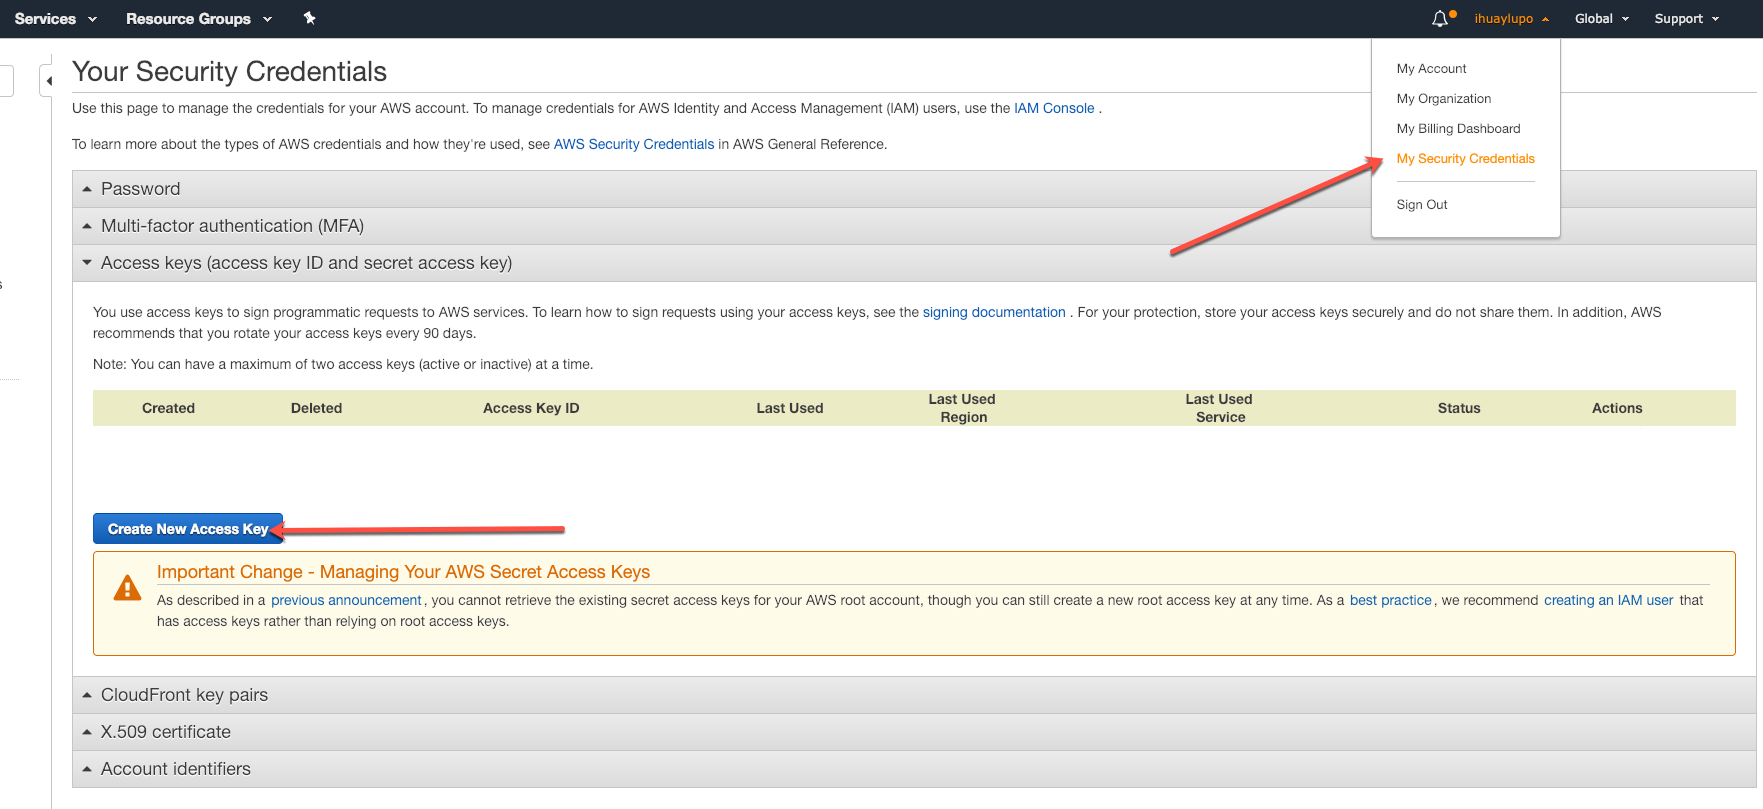 Services Resource Groups ihuaylupo Global Support
My Account
My Organization
My Billing Dashboard
My Security Credentials
Sign Out
Your Security Credentials
Use this page to manage the credentials for your AWS account. To manage credentials for AWS Identity and Access Management (IAM) users, use the IAM Console .
To learn more about the types of AWS credentials and how they're used, see AWS Security Credentials in AWS General Reference.
Password
Multi-factor authentication (MFA)
Access keys (access key ID and secret access key)
s
You use access keys to sign programmatic requests to AWS services. To learn how to sign requests using your access keys, see the signing documentation . For your protection, store your access keys securely and do not share them. In addition, AWS
recommends that you rotate your access keys every 90 days.
Note: You can have a maximum of two access keys (active or inactive) at a time.
Created Deleted Access Key ID Last Used Last Used Region Last Used Service Status Actions
Create New Access Key
Important Change - Managing Your AWS Secret Access Keys
As described in a previous announcement, you cannot retrieve the existing secret access keys for your AWS root account, though you can still create a new root access key at any time. As a best practice, we recommend creating an IAM user that
has access keys rather than relying on root access keys.
CloudFront key pairs
X.509 certificate
Account identifiers